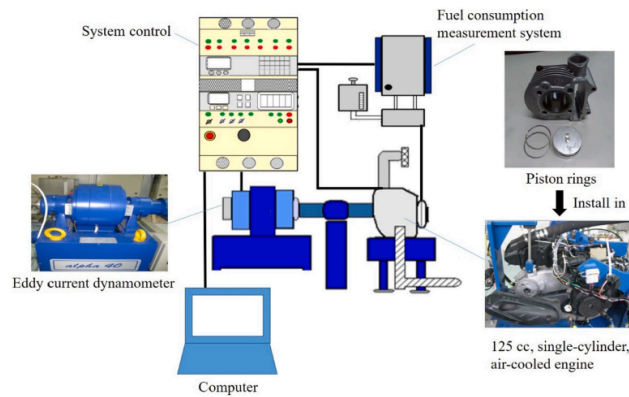 System control
Fuel consumption
measurement system
Piston rings
Install in
alpha 40
Eddy current dynamometer
125 cc, single-cylinder,
air-cooled engine
Computer